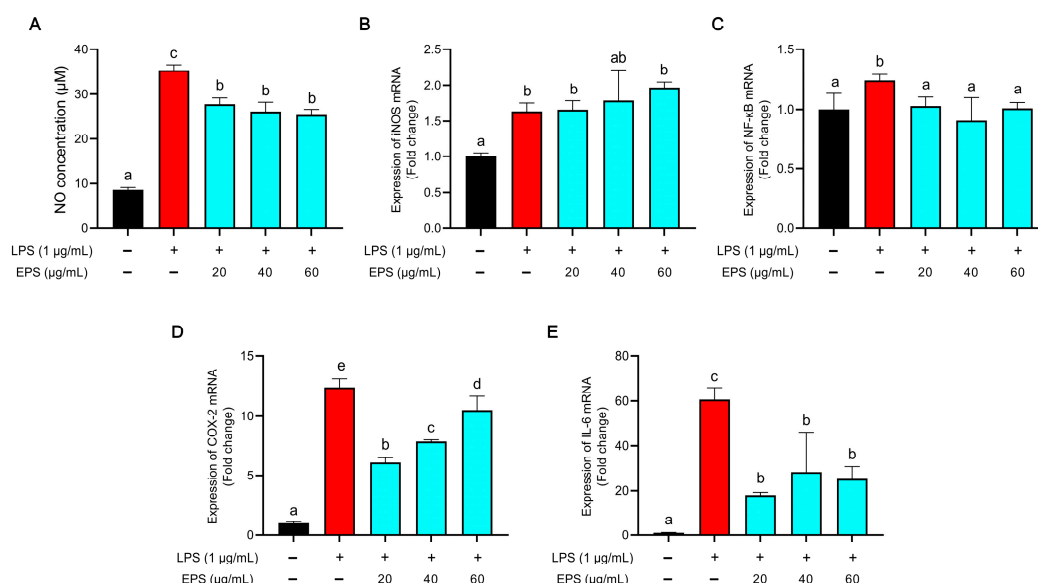 A
B
C
NO concentration (µM)
40
30
20
10
0
a
c
b
b
b
LPS (1 µg/mL) – + + + +
EPS (µg/mL) – – 20 40 60
Expression of iNOS mRNA
(Fold change)
2.5
2.0
1.5
1.0
0.5
0.0
a
b
b
ab
b
LPS (1 µg/mL) – + + + +
EPS (µg/mL) – – 20 40 60
Expression of NF-κB mRNA
(Fold change)
1.5
1.0
0.5
0.0
a
b
a
a
a
LPS (1 µg/mL) – + + + +
EPS (µg/mL) – – 20 40 60
D
E
Expression of COX-2 mRNA
(Fold change)
15
10
5
0
a
e
b
c
d
LPS (1 µg/mL) – + + + +
EPS (µg/mL) – – 20 40 60
Expression of IL-6 mRNA
(Fold change)
80
60
40
20
0
a
c
b
b
b
LPS (1 µg/mL) – + + + +
EPS (µg/mL) – – 20 40 60